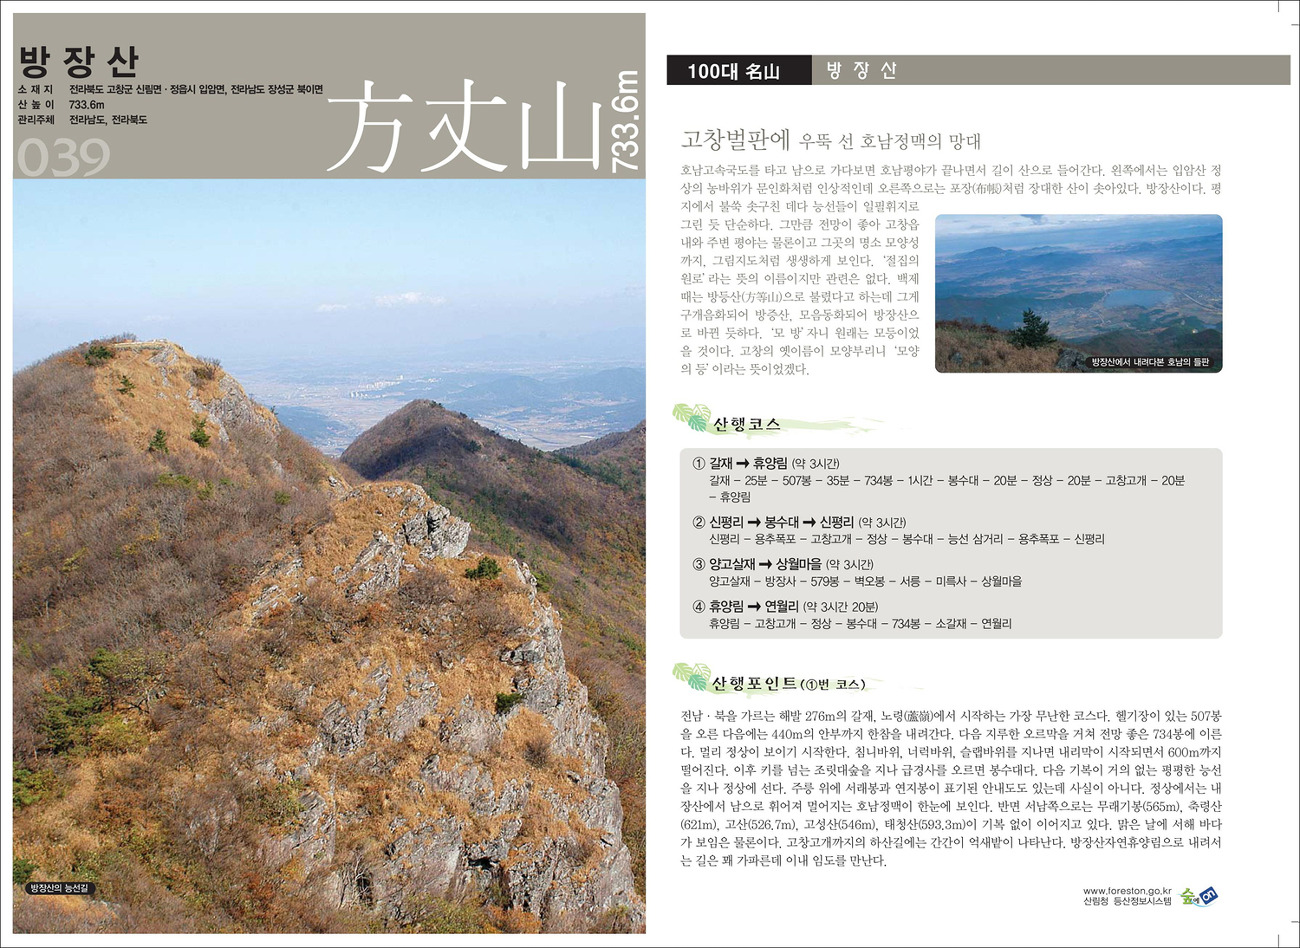 방장산
소 재 지 전라북도 고창군 신림면 · 정읍시 입암면, 전라남도 장성군 북이면
산 높 이 733.6m
관리주체 전라남도, 전라북도
039
方丈山
733.6m
방장산의 능선길
100대 名山 방 장 산
고창벌판에 우뚝 선 호남정맥의 망대
호남고속국도를 타고 남으로 가다보면 호남평야가 끝나면서 길이 산으로 들어간다. 왼쪽에서는 입암산 정
상의 농바위가 문인화처럼 인상적인데 오른쪽으로는 포장(布帳)처럼 장대한 산이 솟아있다. 방장산이다. 평
지에서 불쑥 솟구친 데다 능선들이 일필휘지로
그린 듯 단순하다. 그만큼 전망이 좋아 고창읍
내와 주변 평야는 물론이고 그곳의 명소 모양성
까지, 그림지도처럼 생생하게 보인다. ‘절집의
원로’라는 뜻의 이름이지만 관련은 없다. 백제
때는 방등산(方等山)으로 불렸다고 하는데 그게
구개음화되어 방증산, 모음동화되어 방장산으
로 바뀐 듯하다. ‘모 방’자니 원래는 모등이었
을 것이다. 고창의 옛이름이 모양부리니 ‘모양
의 등’이라는 뜻이었겠다.
방장산에서 내려다본 호남의 들판
산행코스
① 갈재 ➞ 휴양림 (약 3시간)
갈재 – 25분 – 507봉 – 35분 – 734봉 – 1시간 – 봉수대 – 20분 – 정상 – 20분 – 고창고개 – 20분
– 휴양림
② 신평리 ➞ 봉수대 ➞ 신평리 (약 3시간)
신평리 – 용추폭포 – 고창고개 – 정상 – 봉수대 – 능선 삼거리 – 용추폭포 – 신평리
③ 양고살재 ➞ 상월마을 (약 3시간)
양고살재 – 방장사 – 579봉 – 벽오봉 – 서릉 – 미륵사 – 상월마을
④ 휴양림 ➞ 연월리 (약 3시간 20분)
휴양림 – 고창고개 – 정상 – 봉수대 – 734봉 – 소갈재 – 연월리
산행포인트(①번 코스)
전남 · 북을 가르는 해발 276m의 갈재, 노령(蘆嶺)에서 시작하는 가장 무난한 코스다. 헬기장이 있는 507봉
을 오른 다음에는 440m의 안부까지 한참을 내려간다. 다음 지루한 오르막을 거쳐 전망 좋은 734봉에 이른
다. 멀리 정상이 보이기 시작한다. 침니바위, 너럭바위, 슬랩바위를 지나면 내리막이 시작되면서 600m까지
떨어진다. 이후 키를 넘는 조릿대숲을 지나 급경사를 오르면 봉수대다. 다음 기복이 거의 없는 평평한 능선
을 지나 정상에 선다. 주릉 위에 서래봉과 연지봉이 표기된 안내도도 있는데 사실이 아니다. 정상에서는 내
장산에서 남으로 휘어져 멀어지는 호남정맥이 한눈에 보인다. 반면 서남쪽으로는 무래기봉(565m), 축령산
(621m), 고산(526.7m), 고성산(546m), 태청산(593.3m)이 기복 없이 이어지고 있다. 맑은 날에 서해 바다
가 보임은 물론이다. 고창고개까지의 하산길에는 간간이 억새밭이 나타난다. 방장산자연휴양림으로 내려서
는 길은 꽤 가파른데 이내 임도를 만난다.
www.foreston.go.kr
산림청 등산정보시스템
숲에on